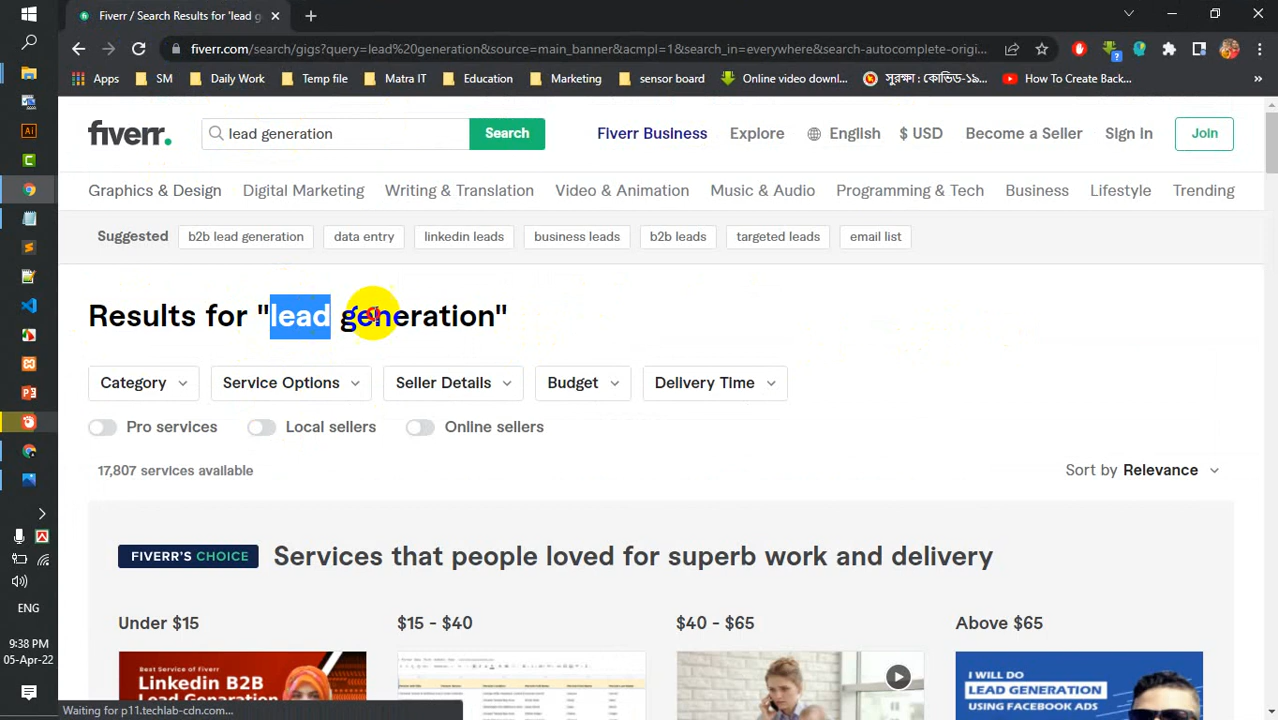 Fiverr / Search Results for 'lead g
fiverr.com/search/gigs?query=lead%20generation&source=main_banner&acmpl=1&search_in=everywhere&search-autocomplete-origi...
Apps SM Daily Work Temp file Matra IT Education Marketing sensor board Online video downl... সুরক্ষা : কোভিড-১৯... How To Create Back... »
fiverr. lead generation Search Fiverr Business Explore English $ USD Become a Seller Sign In Join
Graphics & Design Digital Marketing Writing & Translation Video & Animation Music & Audio Programming & Tech Business Lifestyle Trending
Suggested b2b lead generation data entry linkedin leads business leads b2b leads targeted leads email list
Results for "lead generation"
Category Service Options Seller Details Budget Delivery Time
Pro services Local sellers Online sellers
17,807 services available Sort by Relevance
FIVERR'S CHOICE Services that people loved for superb work and delivery
Under $15 $15 - $40 $40 - $65 Above $65
Best Service of Fiverr
Linkedin B2B
Lead Generation
I WILL DO
LEAD GENERATION
USING FACEBOOK ADS
Waiting for p11.techlab-cdn.com...
ENG
9:38 PM
05-Apr-22